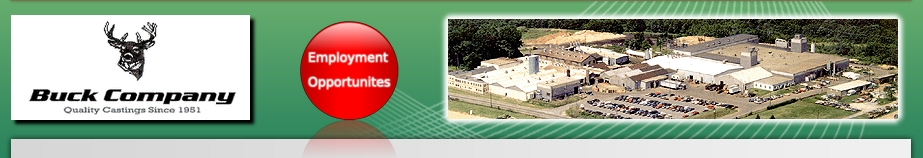 Buck Company
Quality Castings Since 1951
Employment
Opportunites